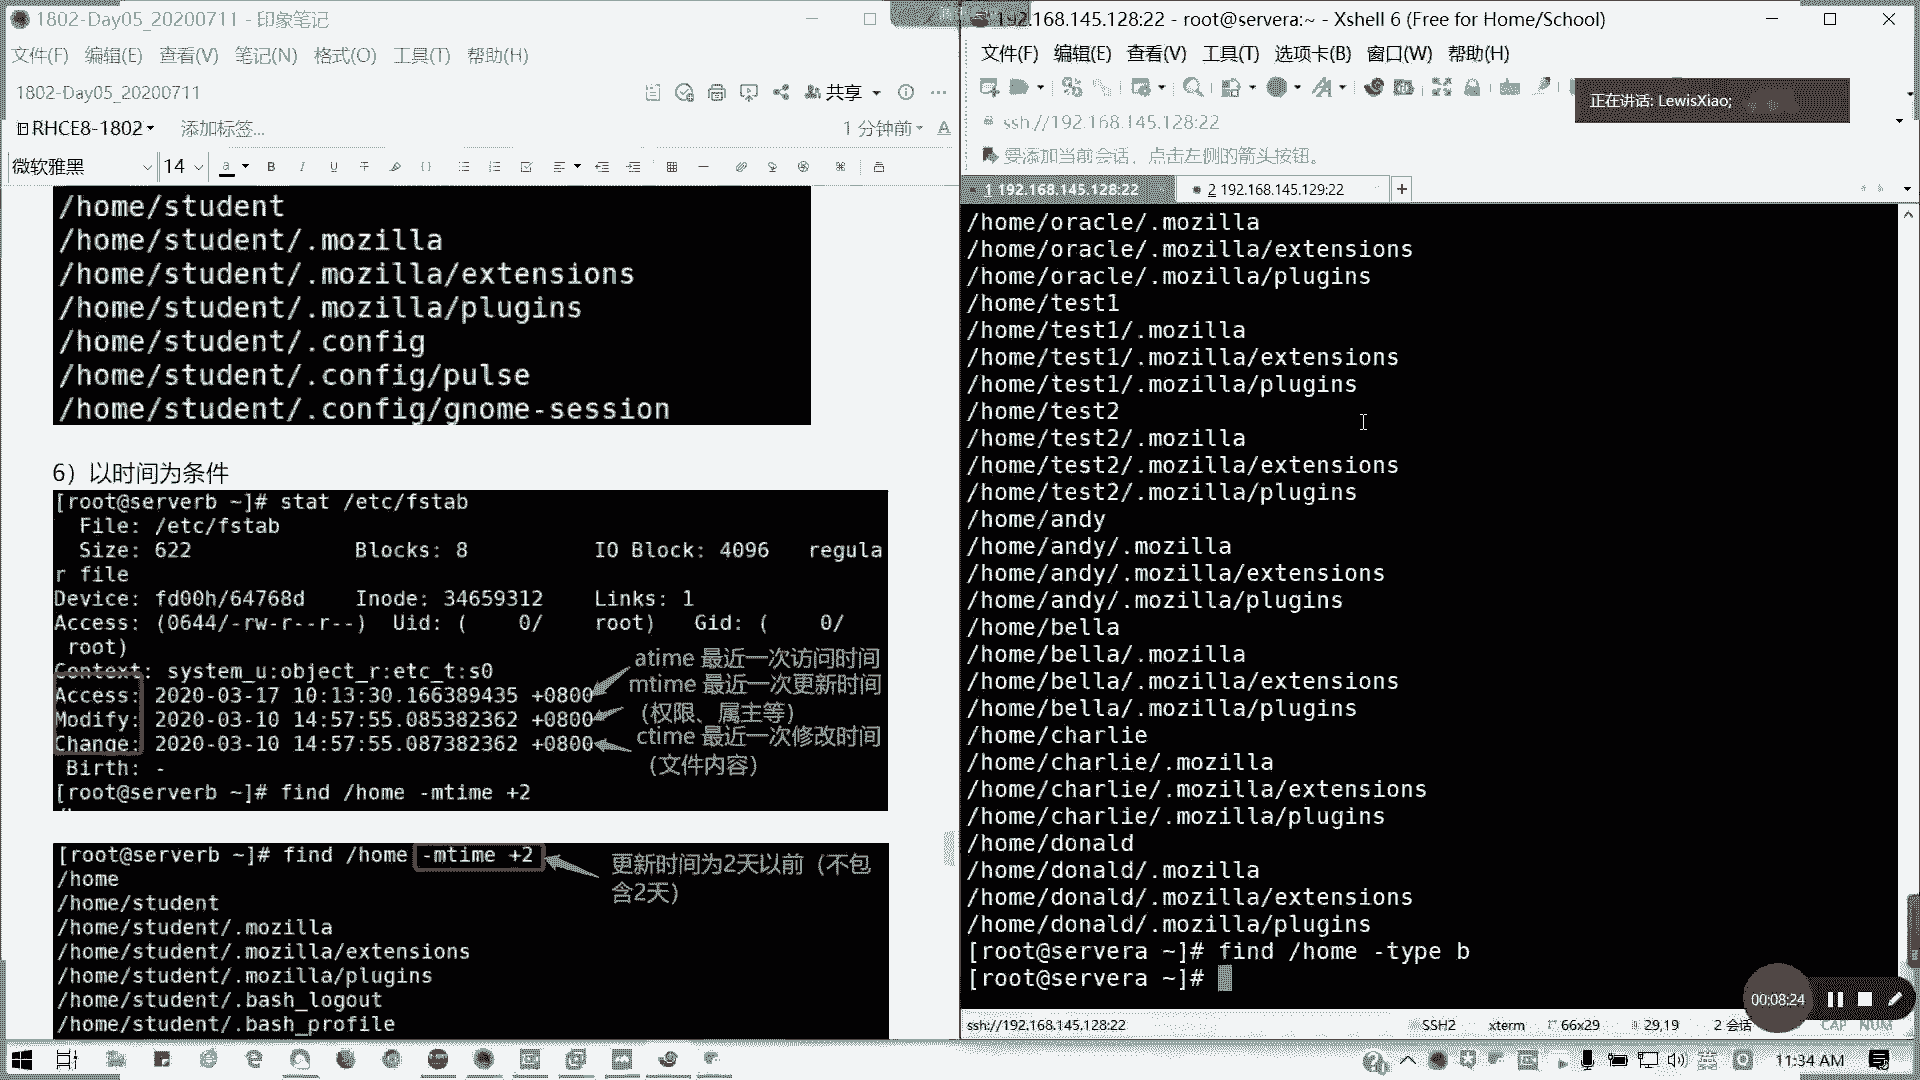 1802-Day05_20200711 - 印象笔记
文件(F) 编辑(E) 查看(V) 笔记(N) 格式(O) 工具(T) 帮助(H)
1802-Day05_20200711
共享
RHCE8-1802
添加标签...
1 分钟前
微软雅黑
14
/home/student
/home/student/.mozilla
/home/student/.mozilla/extensions
/home/student/.mozilla/plugins
/home/student/.config
/home/student/.config/pulse
/home/student/.config/gnome-session
6）以时间为条件
[root@serverb ~]# stat /etc/fstab
File: /etc/fstab
Size: 622 Blocks: 8 IO Block: 4096 regula
r file
Device: fd00h/64768d Inode: 34659312 Links: 1
Access: (0644/-rw-r--r--) Uid: ( 0/ root) Gid: ( 0/
root)
Context: system_u:object_r:etc_t:s0
Access: 2020-03-17 10:13:30.166389435 +0800
Modify: 2020-03-10 14:57:55.085382362 +0800
Change: 2020-03-10 14:57:55.087382362 +0800
Birth: -
atime 最近一次访问时间
mtime 最近一次更新时间
（权限、属主等）
ctime 最近一次修改时间
（文件内容）
[root@serverb ~]# find /home -mtime +2
[root@serverb ~]# find /home -mtime +2
更新时间为2天以前（不包
含2天）
/home
/home/student
/home/student/.mozilla
/home/student/.mozilla/extensions
/home/student/.mozilla/plugins
/home/student/.bash_logout
/home/student/.bash_profile
192.168.145.128:22 - root@servera:~ - Xshell 6 (Free for Home/School)
文件(F) 编辑(E) 查看(V) 工具(T) 选项卡(B) 窗口(W) 帮助(H)
正在讲话: LewisXiao;
ssh://192.168.145.128:22
要添加当前会话，点击左侧的箭头按钮。
1 192.168.145.128:22
2 192.168.145.129:22
/home/oracle/.mozilla
/home/oracle/.mozilla/extensions
/home/oracle/.mozilla/plugins
/home/test1
/home/test1/.mozilla
/home/test1/.mozilla/extensions
/home/test1/.mozilla/plugins
/home/test2
/home/test2/.mozilla
/home/test2/.mozilla/extensions
/home/test2/.mozilla/plugins
/home/andy
/home/andy/.mozilla
/home/andy/.mozilla/extensions
/home/andy/.mozilla/plugins
/home/bella
/home/bella/.mozilla
/home/bella/.mozilla/extensions
/home/bella/.mozilla/plugins
/home/charlie
/home/charlie/.mozilla
/home/charlie/.mozilla/extensions
/home/charlie/.mozilla/plugins
/home/donald
/home/donald/.mozilla
/home/donald/.mozilla/extensions
/home/donald/.mozilla/plugins
[root@servera ~]# find /home -type b
[root@servera ~]#
00:08:24
ssh://192.168.145.128:22 SSH2 xterm 66x29 29,19 2 会话 CAP NUM
英
11:34 AM